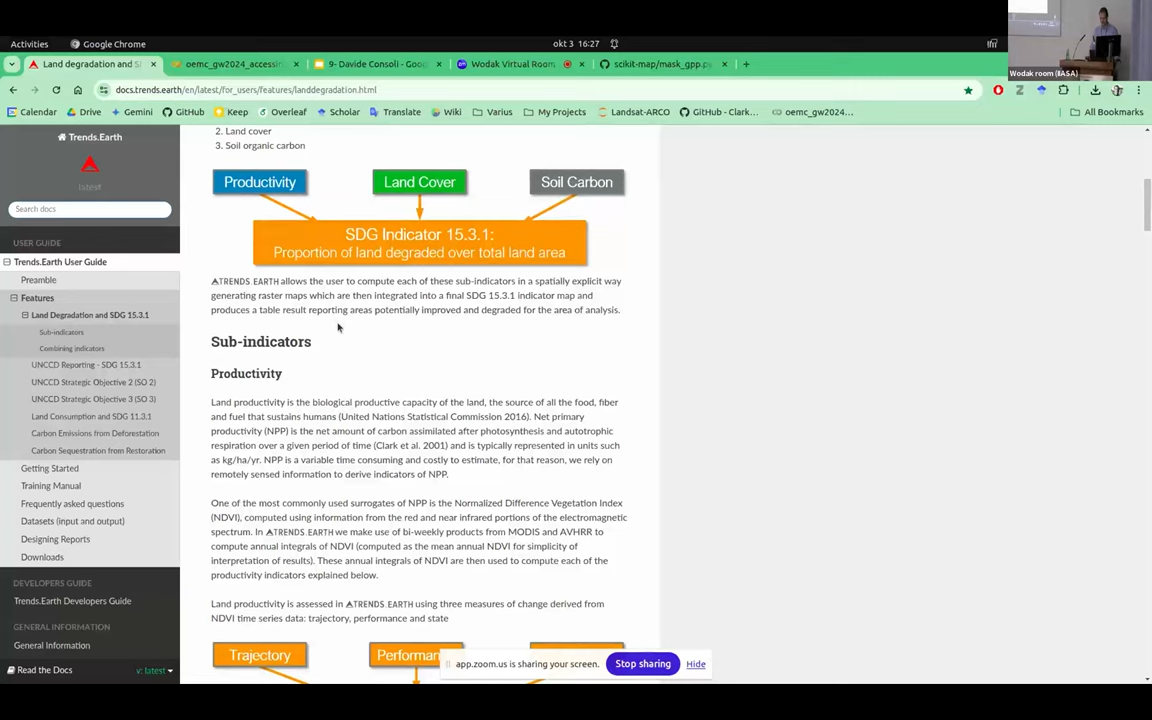 Activities
Google Chrome
okt 3 16:27
Wodak room (IIASA)
Land degradation and S
oemc_gw2024_accessin
9- Davide Consoli - Goo
Wodak Virtual Room
scikit-map/mask_gpp.py
docs.trends.earth/en/latest/for_users/features/landdegradation.html
Calendar
Drive
Gemini
GitHub
Keep
Overleaf
Scholar
Translate
Wiki
Varius
My Projects
Landsat-ARCO
GitHub - Clark...
oemc_gw2024...
All Bookmarks
Trends.Earth
latest
Search docs
USER GUIDE
Trends.Earth User Guide
Preamble
Features
Land Degradation and SDG 15.3.1
Sub-indicators
Combining indicators
UNCCD Reporting - SDG 15.3.1
UNCCD Strategic Objective 2 (SO 2)
UNCCD Strategic Objective 3 (SO 3)
Land Consumption and SDG 11.3.1
Carbon Emissions from Deforestation
Carbon Sequestration from Restoration
Getting Started
Training Manual
Frequently asked questions
Datasets (input and output)
Designing Reports
Downloads
DEVELOPERS GUIDE
Trends.Earth Developers Guide
GENERAL INFORMATION
General Information
Read the Docs
v: latest
2. Land cover
3. Soil organic carbon
Productivity
Land Cover
Soil Carbon
SDG Indicator 15.3.1:
Proportion of land degraded over total land area
TRENDS.EARTH allows the user to compute each of these sub-indicators in a spatially explicit way
generating raster maps which are then integrated into a final SDG 15.3.1 indicator map and
produces a table result reporting areas potentially improved and degraded for the area of analysis.
Sub-indicators
Productivity
Land productivity is the biological productive capacity of the land, the source of all the food, fiber
and fuel that sustains humans (United Nations Statistical Commission 2016). Net primary
productivity (NPP) is the net amount of carbon assimilated after photosynthesis and autotrophic
respiration over a given period of time (Clark et al. 2001) and is typically represented in units such
as kg/ha/yr. NPP is a variable time consuming and costly to estimate, for that reason, we rely on
remotely sensed information to derive indicators of NPP.
One of the most commonly used surrogates of NPP is the Normalized Difference Vegetation Index
(NDVI), computed using information from the red and near infrared portions of the electromagnetic
spectrum. In TRENDS.EARTH we make use of bi-weekly products from MODIS and AVHRR to
compute annual integrals of NDVI (computed as the mean annual NDVI for simplicity of
interpretation of results). These annual integrals of NDVI are then used to compute each of the
productivity indicators explained below.
Land productivity is assessed in TRENDS.EARTH using three measures of change derived from
NDVI time series data: trajectory, performance and state
Trajectory
Performan
app.zoom.us is sharing your screen.
Stop sharing
Hide